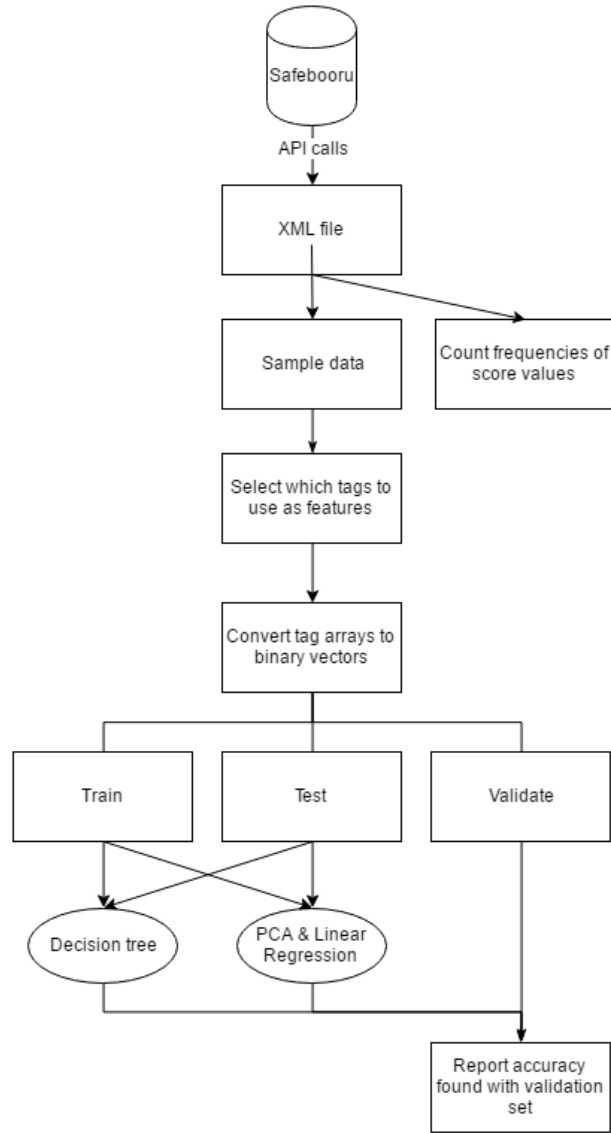 Safebooru
API calls
XML file
Sample data
Count frequencies of
score values
Select which tags to
use as features
Convert tag arrays to
binary vectors
Train
Test
Validate
Decision tree
PCA & Linear
Regression
Report accuracy
found with validation
set